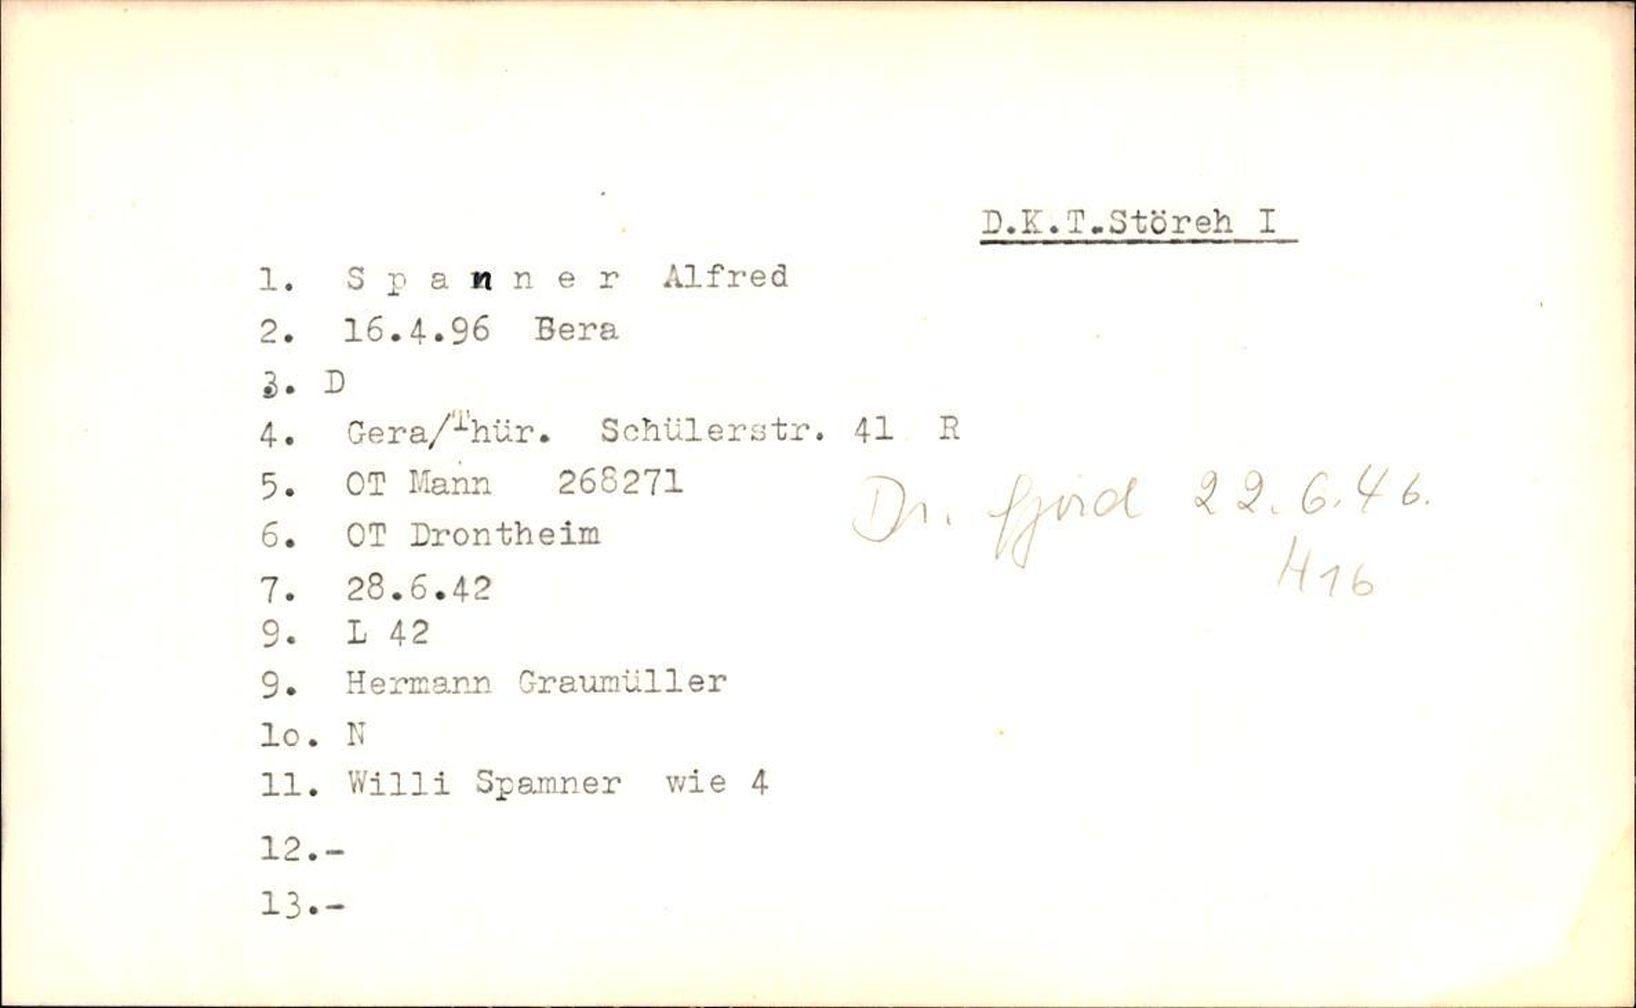 D.K.T.Störeh I
1. S p a n n e r Alfred
2. 16.4.96 Bera
3. D
4. Gera/Thür. Schülerstr. 41 R
5. OT Mann 268271
Dr. fjord 22.6.46.
6. OT Drontheim
H16
7. 28.6.42
9. L 42
9. Hermann Graumüller
lo. N
11. Willi Spamner wie 4
12.-
13.-